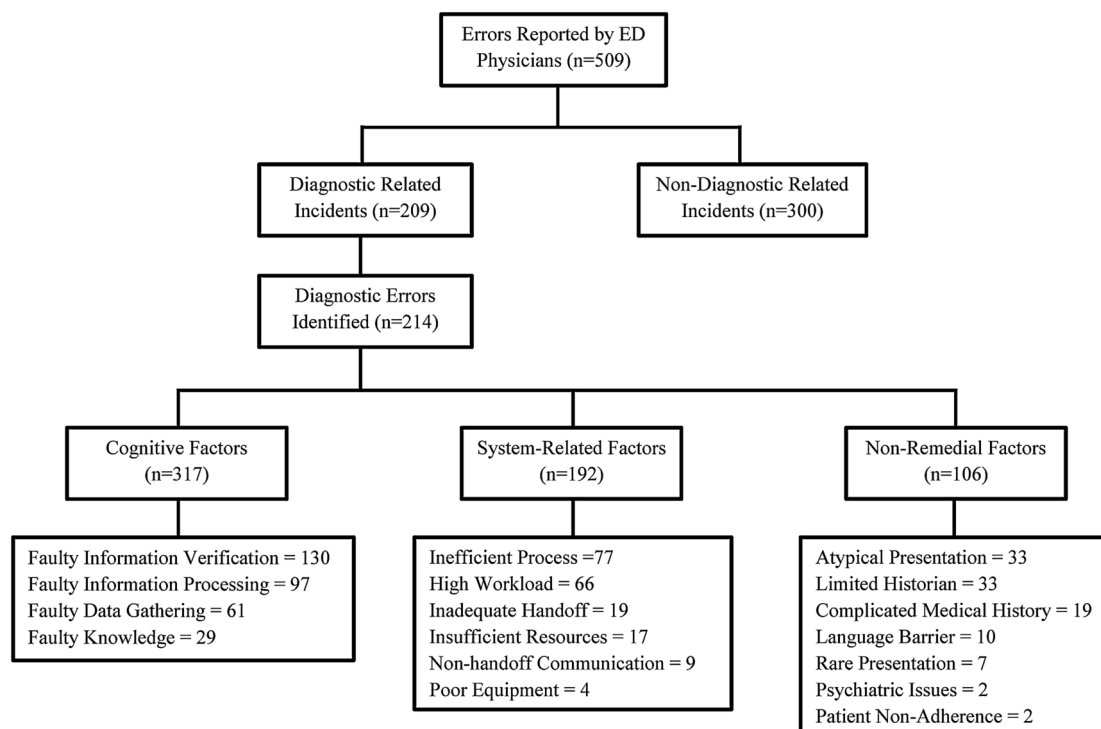 Errors Reported by ED
Physicians (n=509)
Diagnostic Related
Incidents (n=209)
Non-Diagnostic Related
Incidents (n=300)
Diagnostic Errors
Identified (n=214)
Cognitive Factors
(n=317)
System-Related Factors
(n=192)
Non-Remedial Factors
(n=106)
Faulty Information Verification = 130
Faulty Information Processing = 97
Faulty Data Gathering = 61
Faulty Knowledge = 29
Inefficient Process =77
High Workload = 66
Inadequate Handoff = 19
Insufficient Resources = 17
Non-handoff Communication = 9
Poor Equipment = 4
Atypical Presentation = 33
Limited Historian = 33
Complicated Medical History = 19
Language Barrier = 10
Rare Presentation = 7
Psychiatric Issues = 2
Patient Non-Adherence = 2